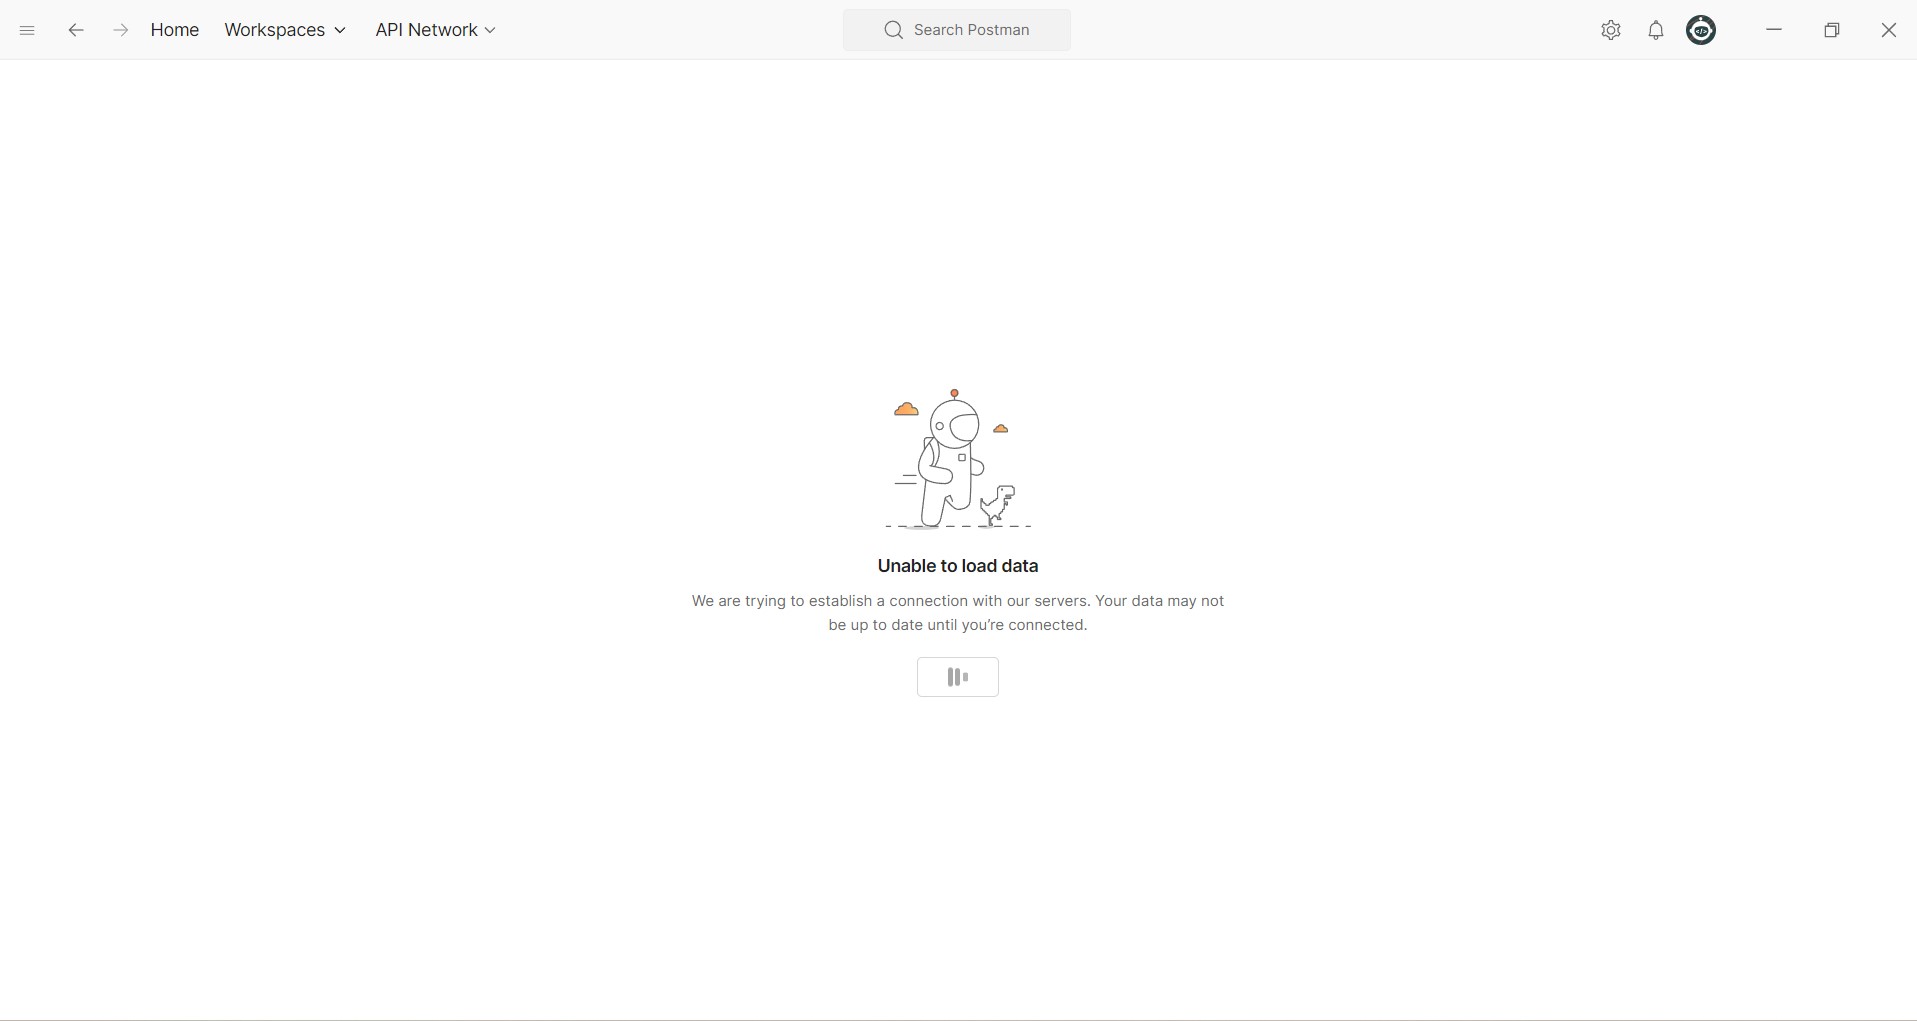 Home Workspaces API Network Search Postman
Unable to load data
We are trying to establish a connection with our servers. Your data may not
be up to date until you’re connected.